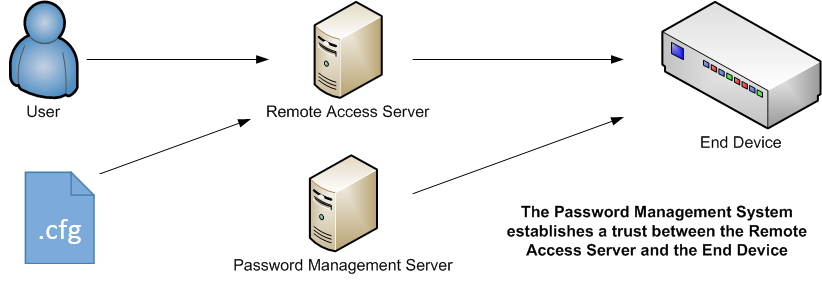 User
Remote Access Server
End Device
.cfg
Password Management Server
The Password Management System
establishes a trust between the Remote
Access Server and the End Device